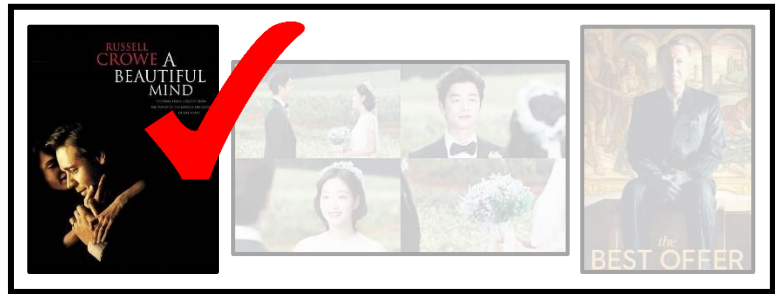 RUSSELL
CROWE A
BEAUTIFUL
MIND
the
BEST OFFER